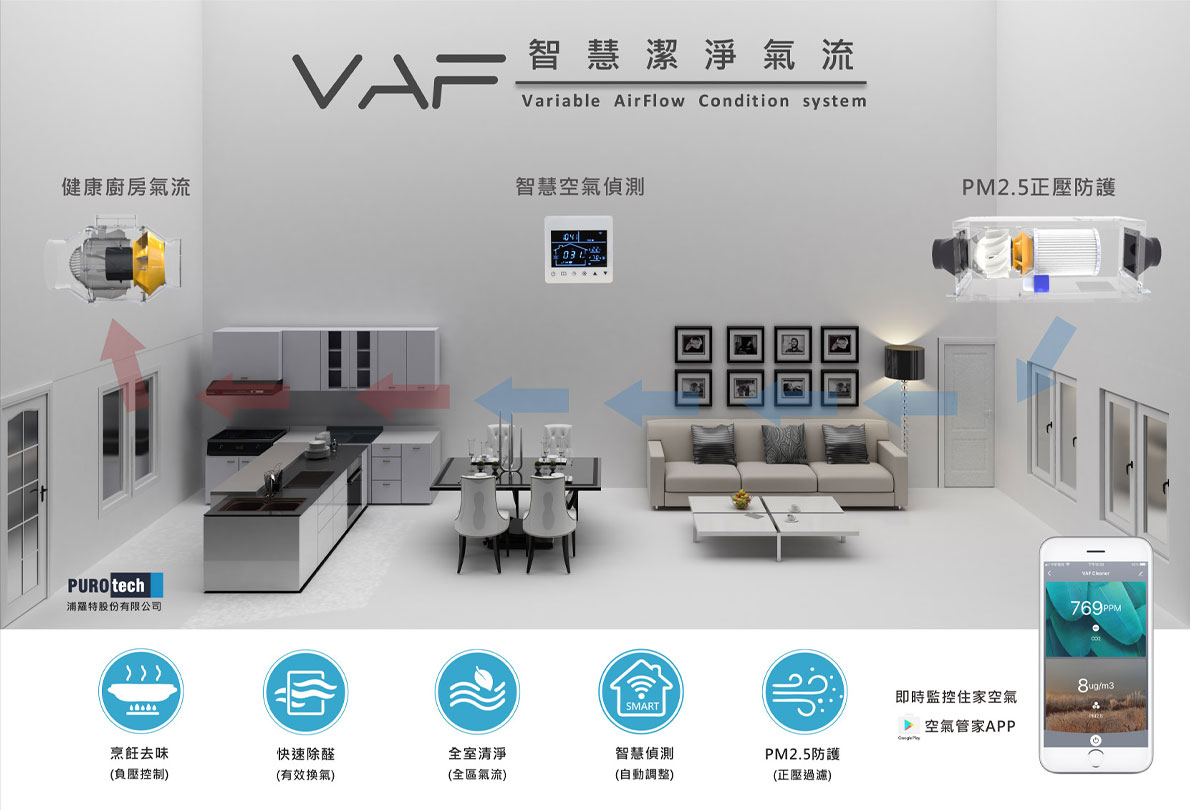 VAF 智慧潔淨氣流
Variable AirFlow Condition system
健康廚房氣流
智慧空氣偵測
PM2.5正壓防護
10:41
031
PUROtech
浦羅特股份有限公司
VAF Cleaner
769PPM
CO2
8ug/m3
PM2.5
SMART
烹飪去味
(負壓控制)
快速除醛
(有效換氣)
全室清淨
(全區氣流)
智慧偵測
(自動調整)
PM2.5防護
(正壓過濾)
即時監控住家空氣
Google Play
空氣管家APP